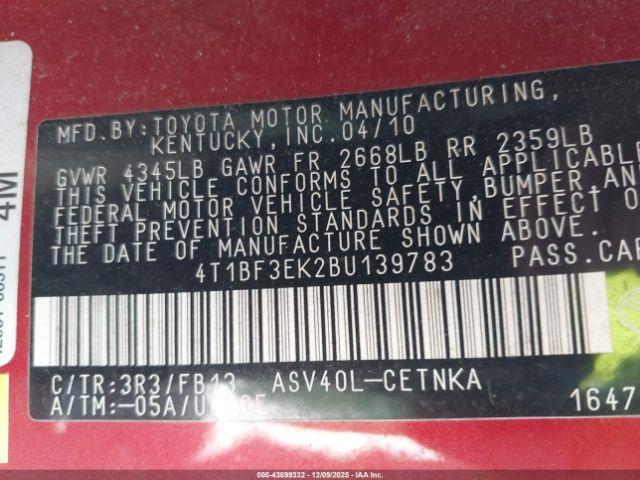 MFD. BY: TOYOTA MOTOR MANUFACTURING,
KENTUCKY, INC. 04/10
GVWR 4345LB GAWR FR 2668LB RR 2359LB
THIS VEHICLE CONFORMS TO ALL APPLICABLE
FEDERAL MOTOR VEHICLE SAFETY, BUMPER, AND
THEFT PREVENTION STANDARDS IN EFFECT O
THE DATE OF MANUFACTURE SHOWN ABOVE.
4T1BF3EK2BU139783 PASS. CAR
C/TR: 3R3/FB13 ASV40L-CETNKA
A/TM: -05A/U 1647
4M
000-43899332 • 12/09/2025 • IAA, Inc.